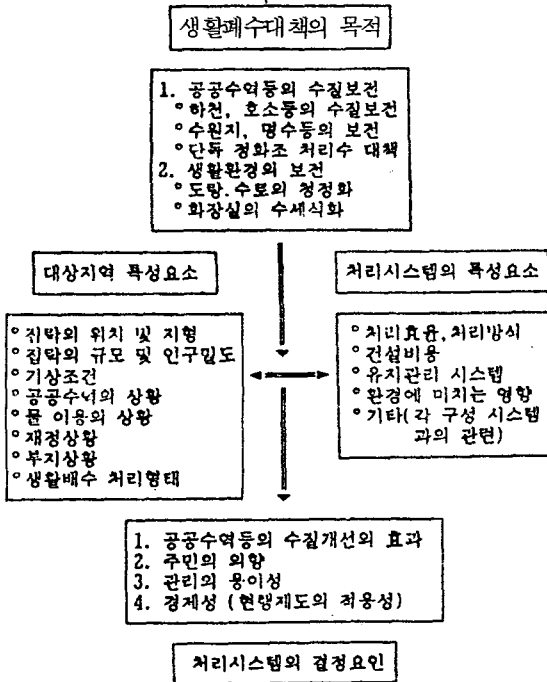 생활폐수대책의 목적
1. 공공수역등의 수질보전
° 하천, 호소등의 수질보전
° 수원지, 명수등의 보전
° 단독 정화조 처리수 대책
2. 생활환경의 보전
° 도랑.수로의 청정화
° 화장실의 수세식화
대상지역 특성요소
° 집락의 위치 및 지형
° 집락의 규모 및 인구밀도
° 기상조건
° 공공수역의 상황
° 물 이용의 상황
° 재정상황
° 부지상황
° 생활배수 처리형태
처리시스템의 특성요소
° 처리효율, 처리방식
° 건설비용
° 유지관리 시스템
° 환경에 미치는 영향
° 기타(각 구성 시스템
과의 관련)
1. 공공수역등의 수질개선의 효과
2. 주민의 의향
3. 관리의 용이성
4. 경제성 (현행제도의 적용성)
처리시스템의 결정요인